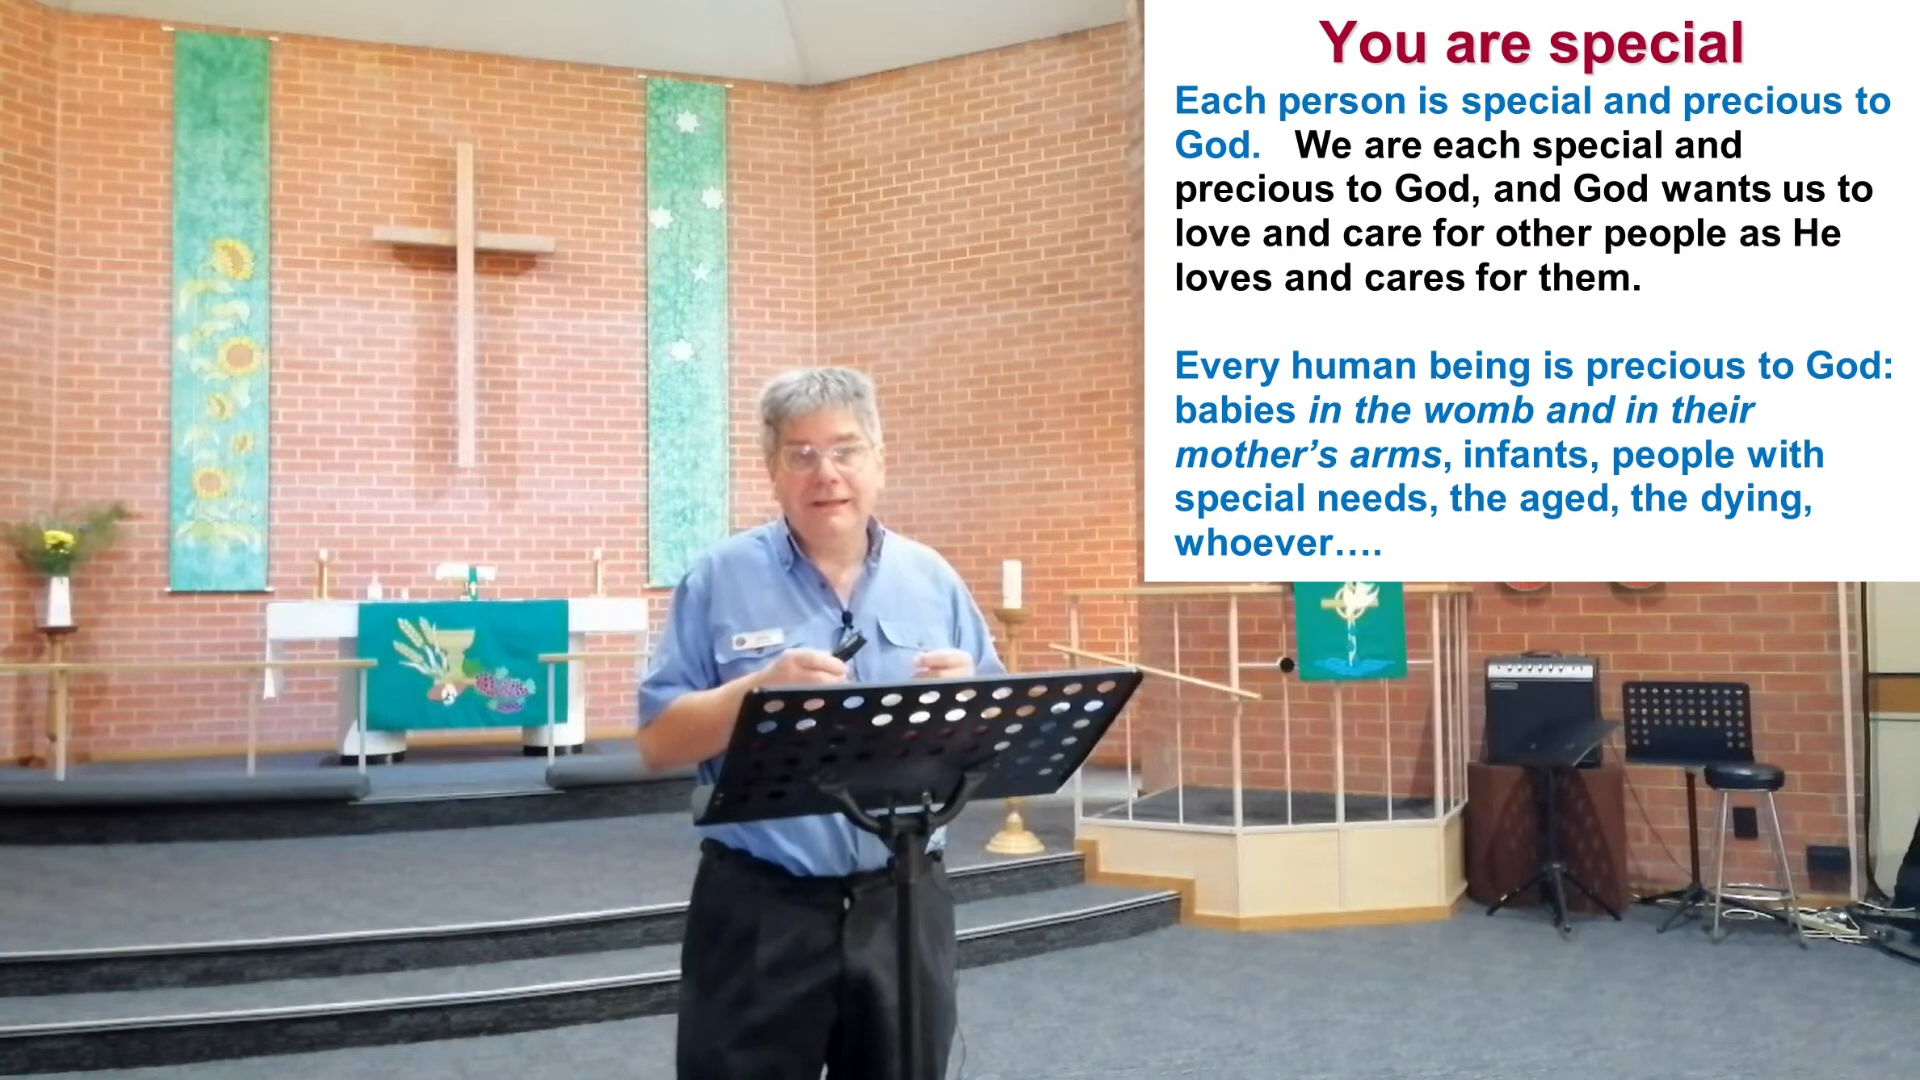 You are special
Each person is special and precious to
God. We are each special and
precious to God, and God wants us to
love and care for other people as He
loves and cares for them.
Every human being is precious to God:
babies in the womb and in their
mother’s arms, infants, people with
special needs, the aged, the dying,
whoever….